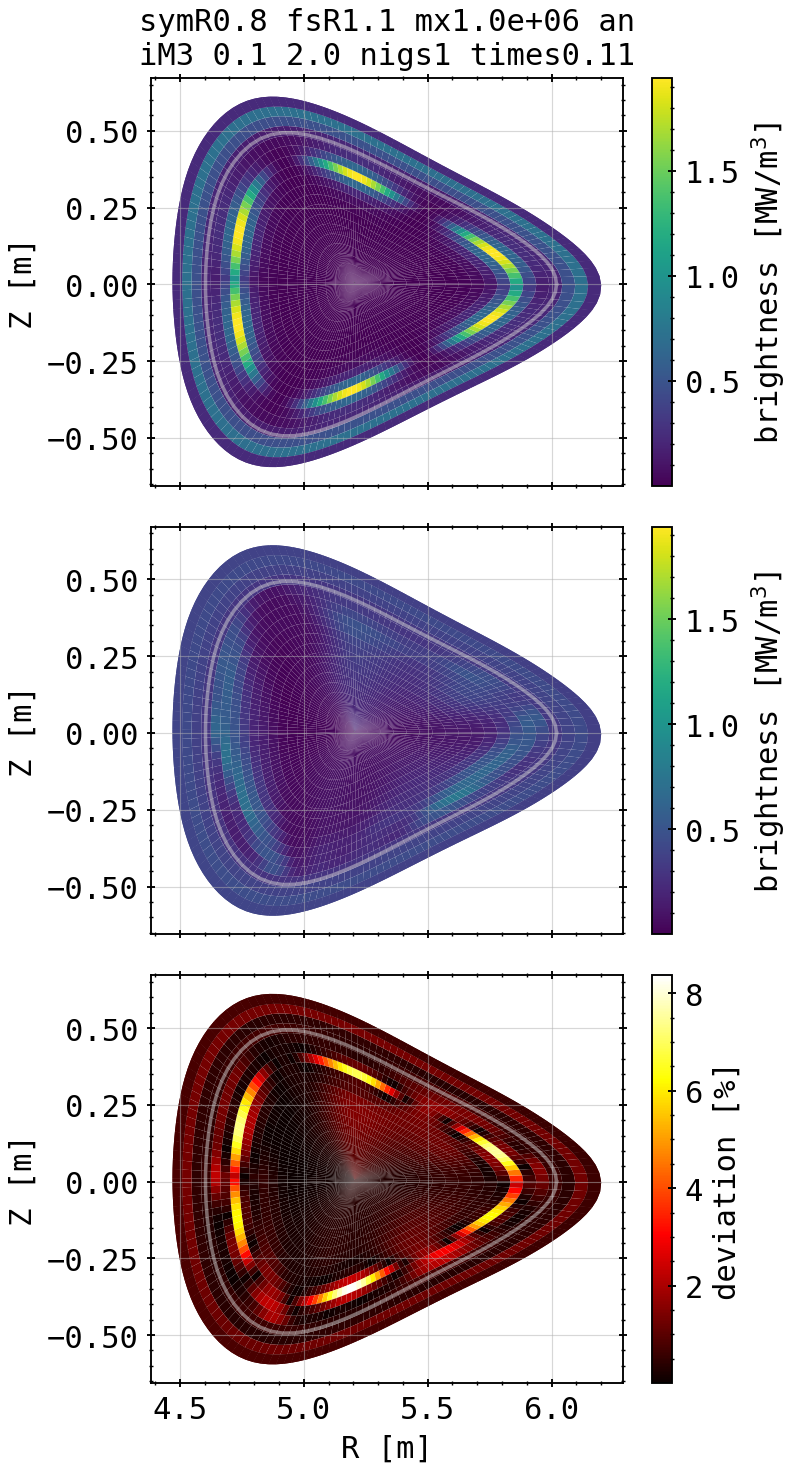 symR0.8 fsR1.1 mx1.0e+06 an
iM3 0.1 2.0 nigs1 times0.11
0.50
0.25
0.00
−0.25
−0.50
Z [m]
1.5
1.0
0.5
brightness [MW/m³]
0.50
0.25
0.00
−0.25
−0.50
Z [m]
1.5
1.0
0.5
brightness [MW/m³]
0.50
0.25
0.00
−0.25
−0.50
Z [m]
8
6
4
2
deviation [%]
4.5 5.0 5.5 6.0
R [m]